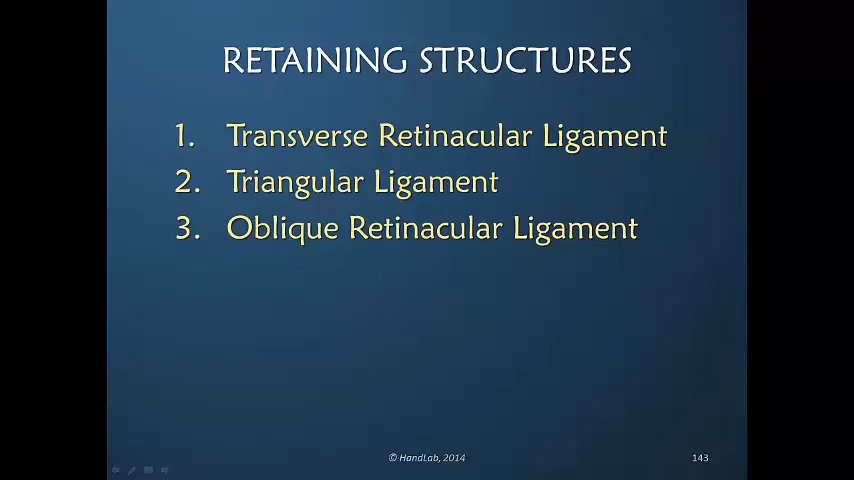 RETAINING STRUCTURES
1. Transverse Retinacular Ligament
2. Triangular Ligament
3. Oblique Retinacular Ligament
© HandLab, 2014
143